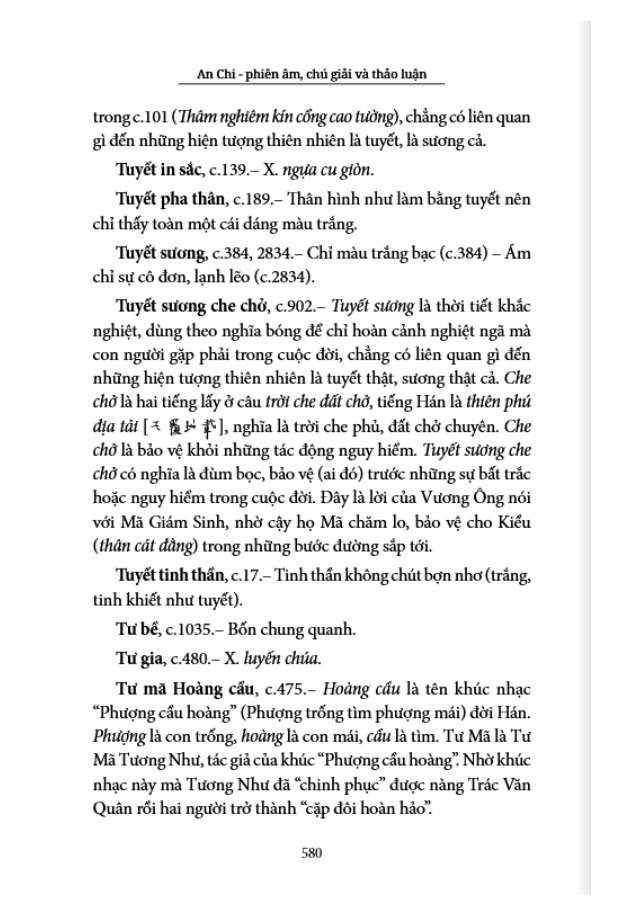 An Chi - phiên âm, chú giải và thảo luận
trong c.101 (Thâm nghiêm kín cổng cao tường), chẳng có liên quan
gì đến những hiện tượng thiên nhiên là tuyết, là sương cả.
Tuyết in sắc, c.139.– X. ngựa cu giòn.
Tuyết pha thân, c.189.– Thân hình như làm bằng tuyết nên
chỉ thấy toàn một cái dáng màu trắng.
Tuyết sương, c.384, 2834.– Chỉ màu trắng bạc (c.384) – Ám
chỉ sự cô đơn, lạnh lẽo (c.2834).
Tuyết sương che chở, c.902.– Tuyết sương là thời tiết khắc
nghiệt, dùng theo nghĩa bóng để chỉ hoàn cảnh nghiệt ngã mà
con người gặp phải trong cuộc đời, chẳng có liên quan gì đến
những hiện tượng thiên nhiên là tuyết thật, sương thật cả. Che
chở là hai tiếng lấy ở câu trời che đất chở, tiếng Hán là thiên phú
địa tải [天覆地載], nghĩa là trời che phủ, đất chở chuyên. Che
chở là bảo vệ khỏi những tác động nguy hiểm. Tuyết sương che
chở có nghĩa là đùm bọc, bảo vệ (ai đó) trước những sự bất trắc
hoặc nguy hiểm trong cuộc đời. Đây là lời của Vương Ông nói
với Mã Giám Sinh, nhờ cậy họ Mã chăm lo, bảo vệ cho Kiều
(thân cát đằng) trong những bước đường sắp tới.
Tuyết tinh thần, c.17.– Tinh thần không chút bợn nhơ (trắng,
tinh khiết như tuyết).
Tư bề, c.1035.– Bốn chung quanh.
Tư gia, c.480.– X. luyến chúa.
Tư mã Hoàng cầu, c.475.– Hoàng cầu là tên khúc nhạc
“Phượng cầu hoàng” (Phượng trống tìm phượng mái) đời Hán.
Phượng là con trống, hoàng là con mái, cầu là tìm. Tư Mã là Tư
Mã Tương Như, tác giả của khúc “Phượng cầu hoàng”. Nhờ khúc
nhạc này mà Tương Như đã “chinh phục” được nàng Trác Văn
Quân rồi hai người trở thành “cặp đôi hoàn hảo”.
580